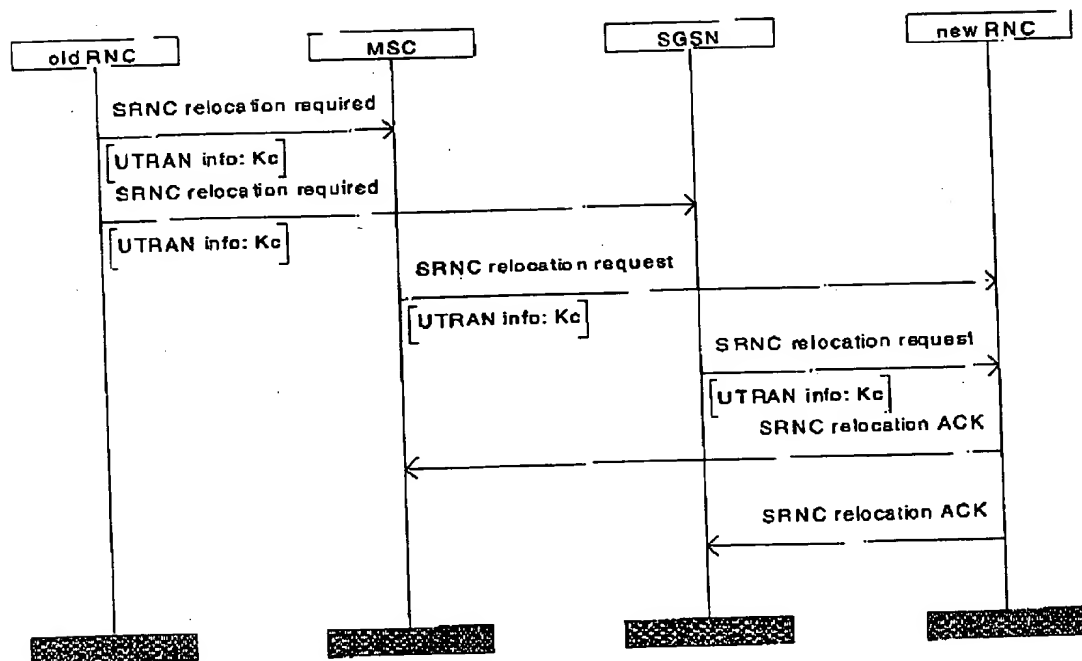 old RNC
MSC
SGSN
new RNC
SRNC relocation required
[UTRAN info: Kc]
SRNC relocation required
[UTRAN info: Kc]
SRNC relocation request
[UTRAN info: Kc]
SRNC relocation request
[UTRAN info: Kc]
SRNC relocation ACK
SRNC relocation ACK